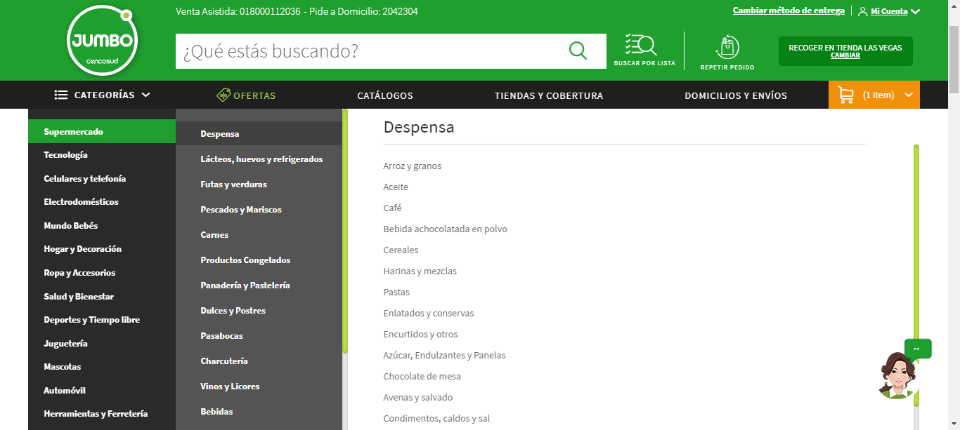 Venta Asistida: 018000112036 - Pide a Domicilio: 2042304
Cambiar método de entrega
Mi Cuenta
JUMBO
cencosud
¿Qué estás buscando?
BUSCAR POR LISTA
REPETIR PEDIDO
RECOGER EN TIENDA LAS VEGAS
CAMBIAR
CATEGORÍAS
OFERTAS
CATÁLOGOS
TIENDAS Y COBERTURA
DOMICILIOS Y ENVÍOS
(1 item)
Supermercado
Tecnología
Celulares y telefonía
Electrodomésticos
Mundo Bebés
Hogar y Decoración
Ropa y Accesorios
Salud y Bienestar
Deportes y Tiempo libre
Juguetería
Mascotas
Automóvil
Herramientas y Ferretería
Despensa
Lácteos, huevos y refrigerados
Futas y verduras
Pescados y Mariscos
Carnes
Productos Congelados
Panadería y Pastelería
Dulces y Postres
Pasabocas
Charcutería
Vinos y Licores
Bebidas
Despensa
Arroz y granos
Aceite
Café
Bebida achocolatada en polvo
Cereales
Harinas y mezclas
Pastas
Enlatados y conservas
Encurtidos y otros
Azúcar, Endulzantes y Panelas
Chocolate de mesa
Avenas y salvado
Condimentos, caldos y sal